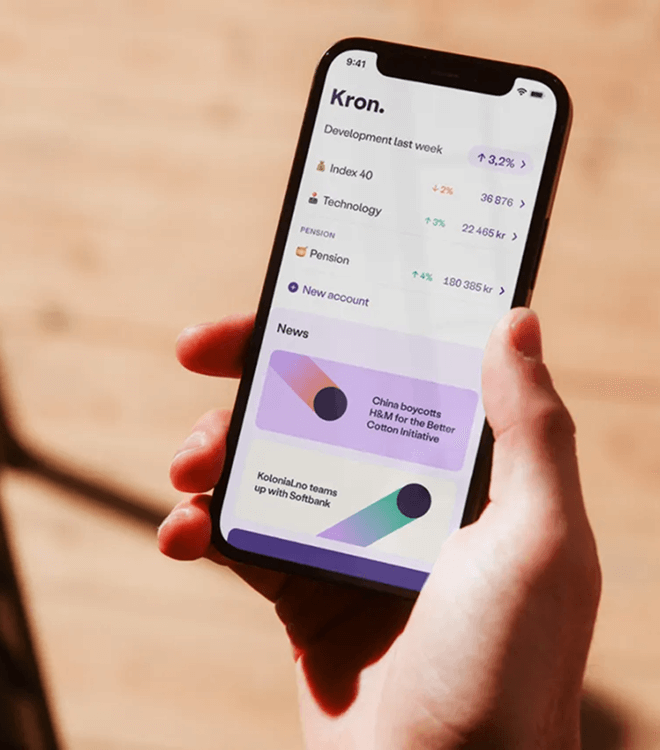 9:41
Kron.
Development last week ↑ 3,2% >
Index 40 ↓ 2% 36 876 >
Technology ↑ 3% 22 465 kr >
PENSION
Pension ↑ 4% 180 385 kr >
New account
News
China boycotts
H&M for the Better
Cotton Initiative
Kolonial.no teams
up with Softbank